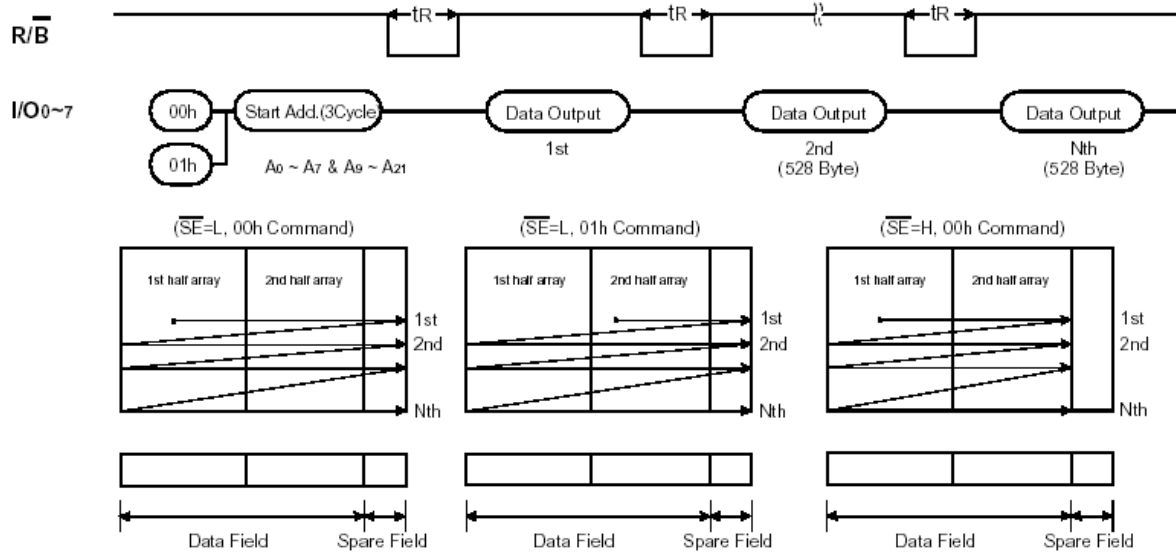 R/B
tR tR tR
I/O0~7
00h Start Add.(3Cycle) Data Output Data Output Data Output
01h A0 ~ A7 & A9 ~ A21 1st 2nd Nth
(528 Byte) (528 Byte)
(SE=L, 00h Command) (SE=L, 01h Command) (SE=H, 00h Command)
1st half array 2nd half array 1st half array 2nd half array 1st half array 2nd half array
1st 1st 1st
2nd 2nd 2nd
Nth Nth Nth
Data Field Spare Field Data Field Spare Field Data Field Spare Field